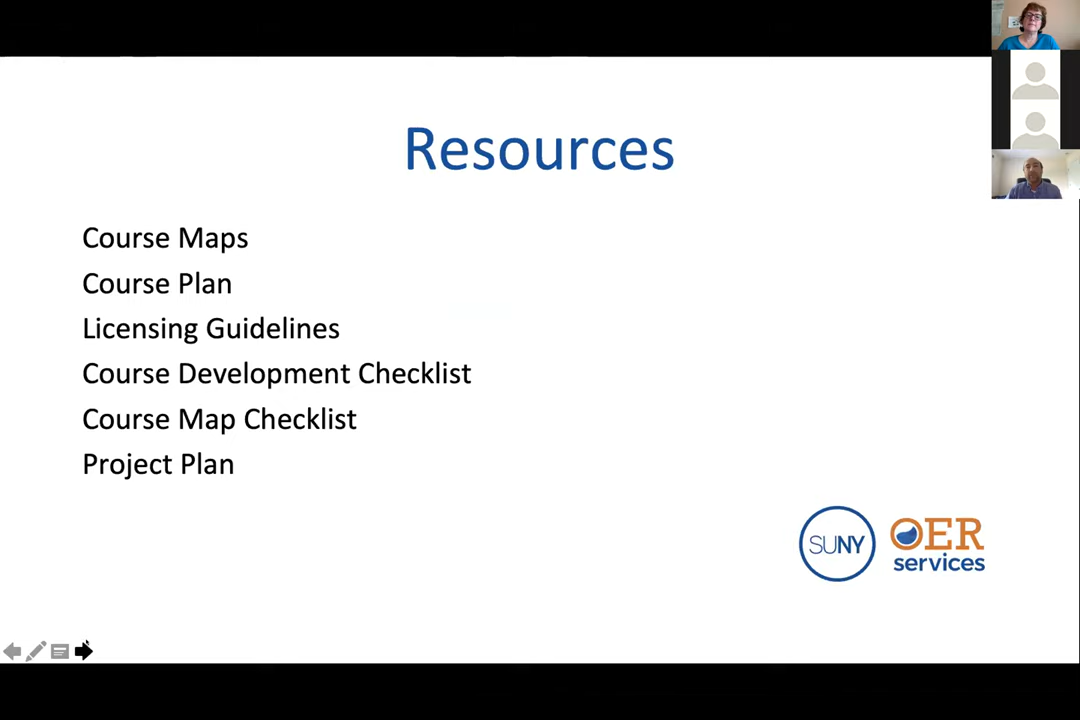 Resources
Course Maps
Course Plan
Licensing Guidelines
Course Development Checklist
Course Map Checklist
Project Plan
SUNY
OER
services